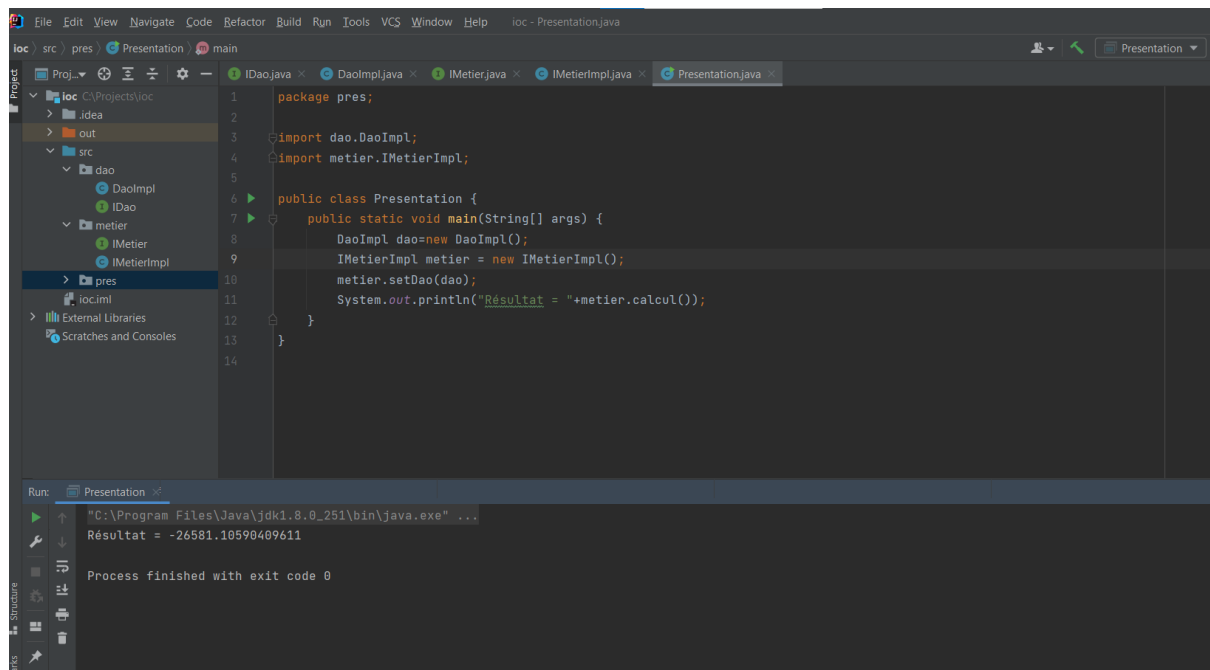 File Edit View Navigate Code Refactor Build Run Tools VCS Window Help ioc - Presentation.java
ioc src pres Presentation main
Presentation
Project
Proj...
IDao.java DaoImpl.java IMetier.java IMetierImpl.java Presentation.java
ioc C:\Projects\ioc
.idea
out
src
dao
DaoImpl
IDao
metier
IMetier
IMetierImpl
pres
ioc.iml
External Libraries
Scratches and Consoles
1 package pres;
2
3 import dao.DaoImpl;
4 import metier.IMetierImpl;
5
6 public class Presentation {
7 public static void main(String[] args) {
8 DaoImpl dao=new DaoImpl();
9 IMetierImpl metier = new IMetierImpl();
10 metier.setDao(dao);
11 System.out.println("Résultat = "+metier.calcul());
12 }
13 }
14
Run: Presentation
"C:\Program Files\Java\jdk1.8.0_251\bin\java.exe" ...
Résultat = -26581.10590409611
Process finished with exit code 0
Structure